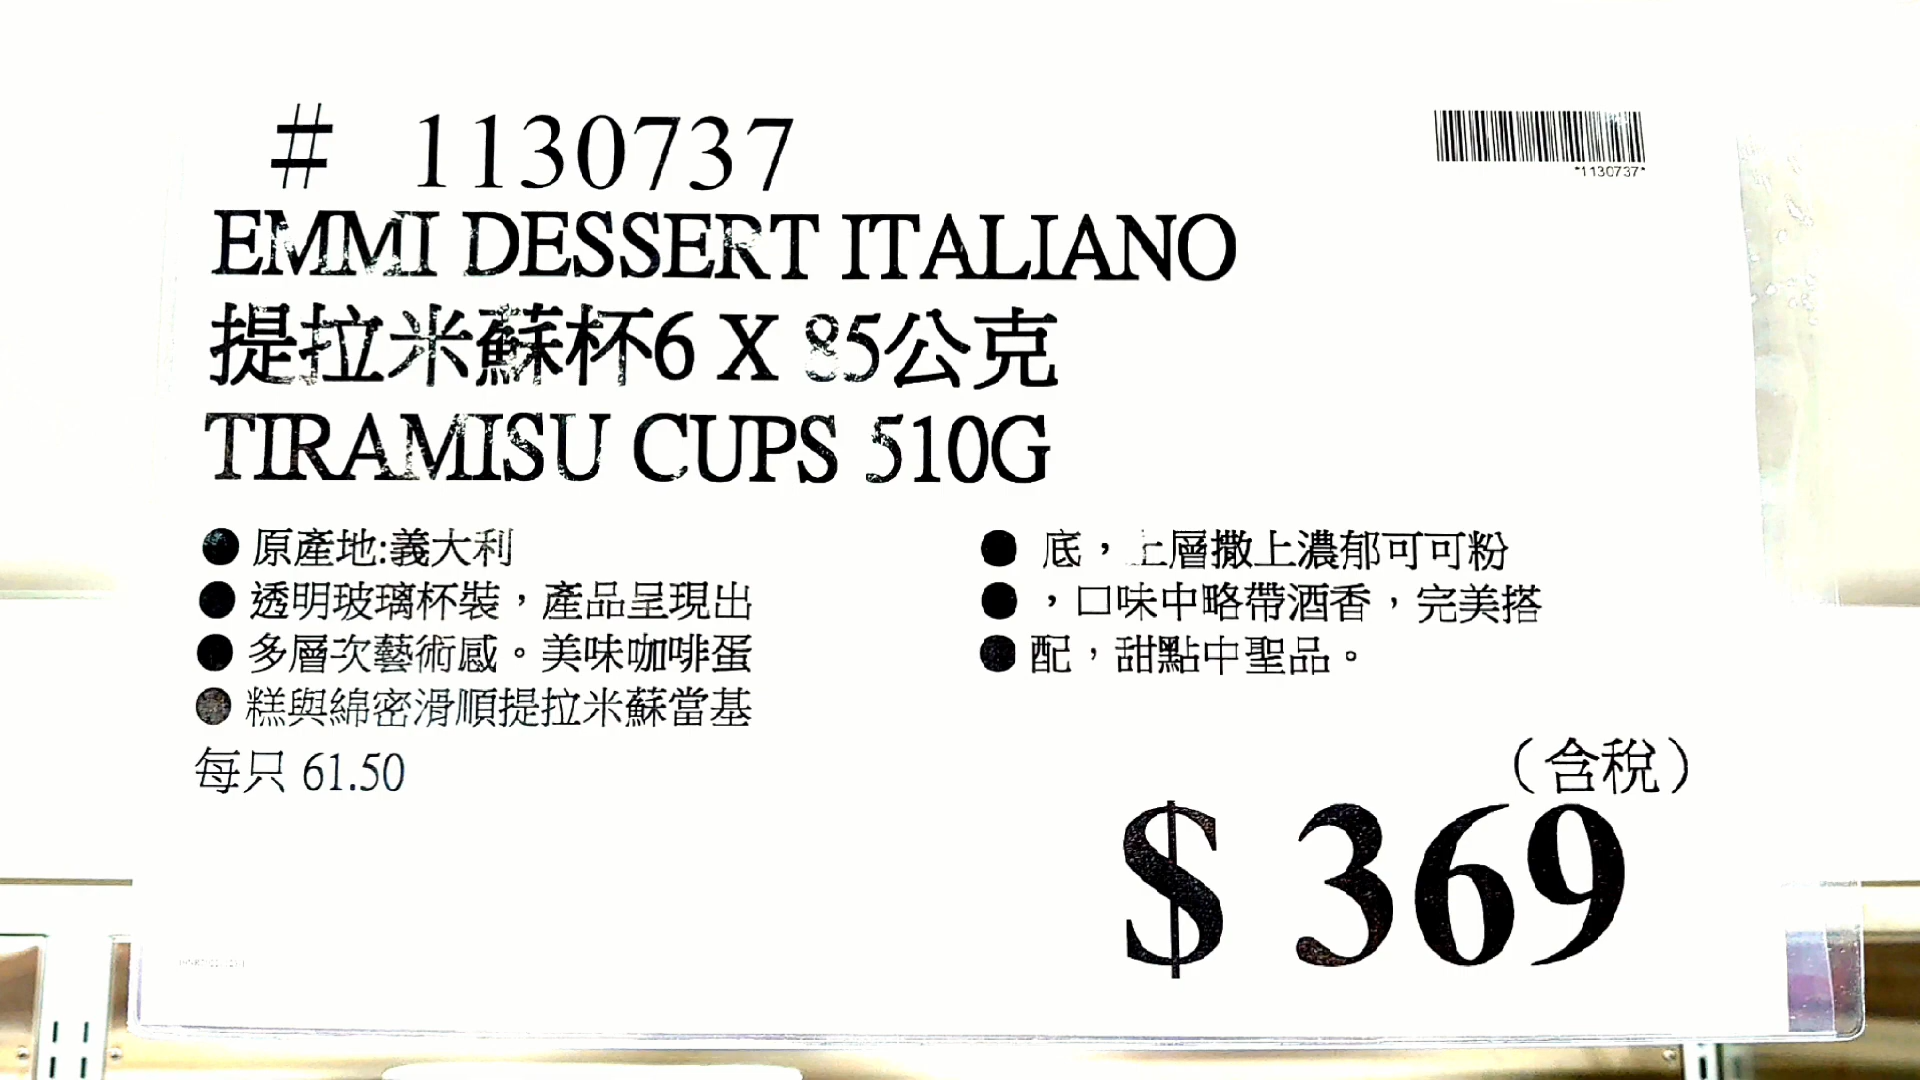 # 1130737
*1130737*
EMMI DESSERT ITALIANO
提拉米蘇杯6 X 85公克
TIRAMISU CUPS 510G
● 原產地:義大利
● 透明玻璃杯裝，產品呈現出
● 多層次藝術感。美味咖啡蛋
● 糕與綿密滑順提拉米蘇當基
● 底，上層撒上濃郁可可粉
● ，口味中略帶酒香，完美搭
● 配，甜點中聖品。
每只 61.50
（含稅）
$ 369